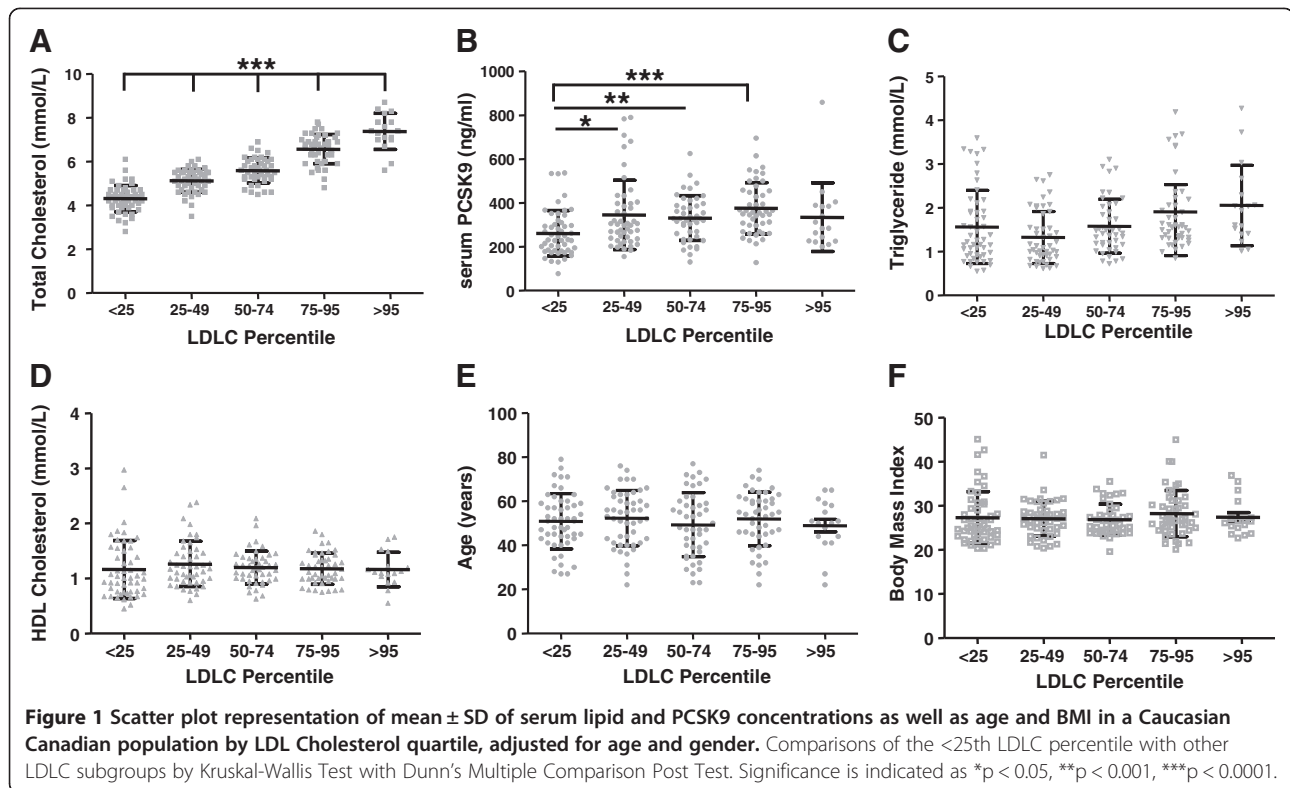 A
***
10
8
6
4
2
0
Total Cholesterol (mmol/L)
<25 25-49 50-74 75-95 >95
LDLC Percentile
B
***
**
*
1000
800
600
400
200
0
serum PCSK9 (ng/ml)
<25 25-49 50-74 75-95 >95
LDLC Percentile
C
5
4
3
2
1
0
Triglyceride (mmol/L)
<25 25-49 50-74 75-95 >95
LDLC Percentile
D
4
3
2
1
0
HDL Cholesterol (mmol/L)
<25 25-49 50-74 75-95 >95
LDLC Percentile
E
100
80
60
40
20
0
Age (years)
<25 25-49 50-74 75-95 >95
LDLC Percentile
F
50
40
30
20
10
0
Body Mass Index
<25 25-49 50-74 75-95 >95
LDLC Percentile
Figure 1 Scatter plot representation of mean ± SD of serum lipid and PCSK9 concentrations as well as age and BMI in a Caucasian
Canadian population by LDL Cholesterol quartile, adjusted for age and gender. Comparisons of the <25th LDLC percentile with other
LDLC subgroups by Kruskal-Wallis Test with Dunn's Multiple Comparison Post Test. Significance is indicated as *p < 0.05, **p < 0.001, ***p < 0.0001.